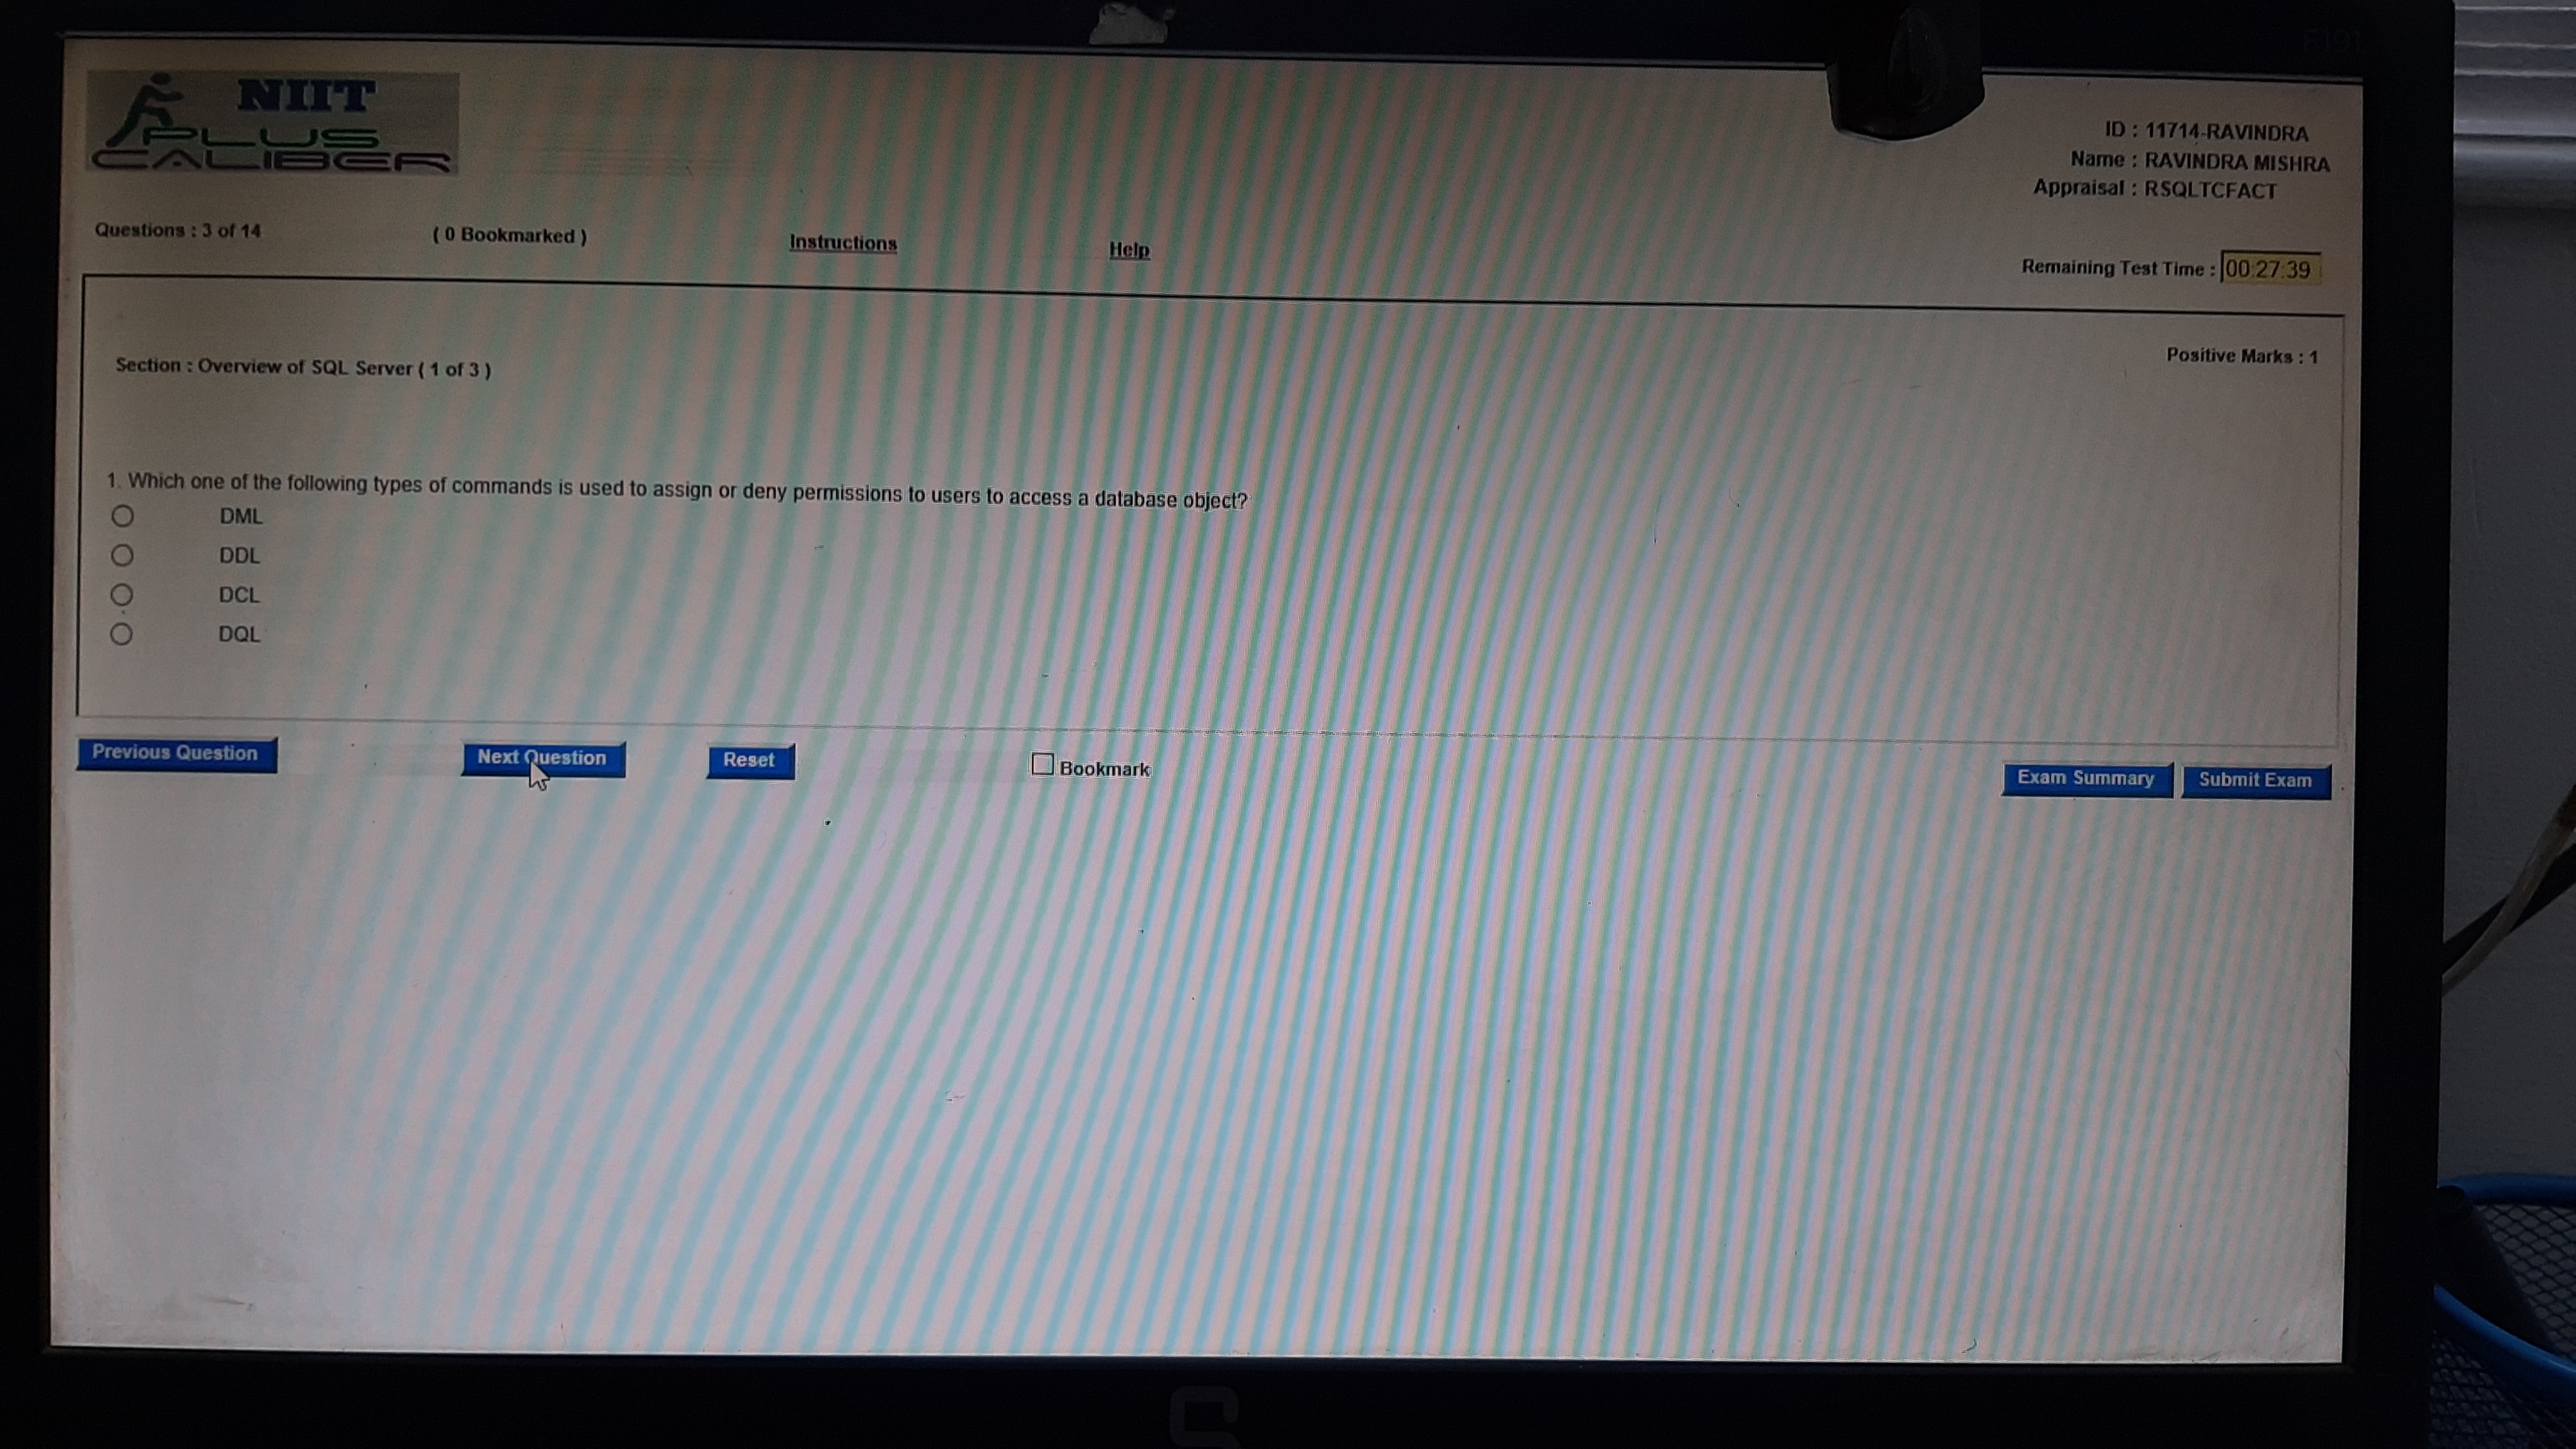 NIIT
PLUS
CALIBER
ID : 11714-RAVINDRA
Name : RAVINDRA MISHRA
Appraisal : RSQLTCFACT
Questions : 3 of 14
( 0 Bookmarked )
Instructions
Help
Remaining Test Time : 00:27:39
Section : Overview of SQL Server ( 1 of 3 )
Positive Marks : 1
1. Which one of the following types of commands is used to assign or deny permissions to users to access a database object?
DML
DDL
DCL
DQL
Previous Question
Next Question
Reset
Bookmark
Exam Summary
Submit Exam